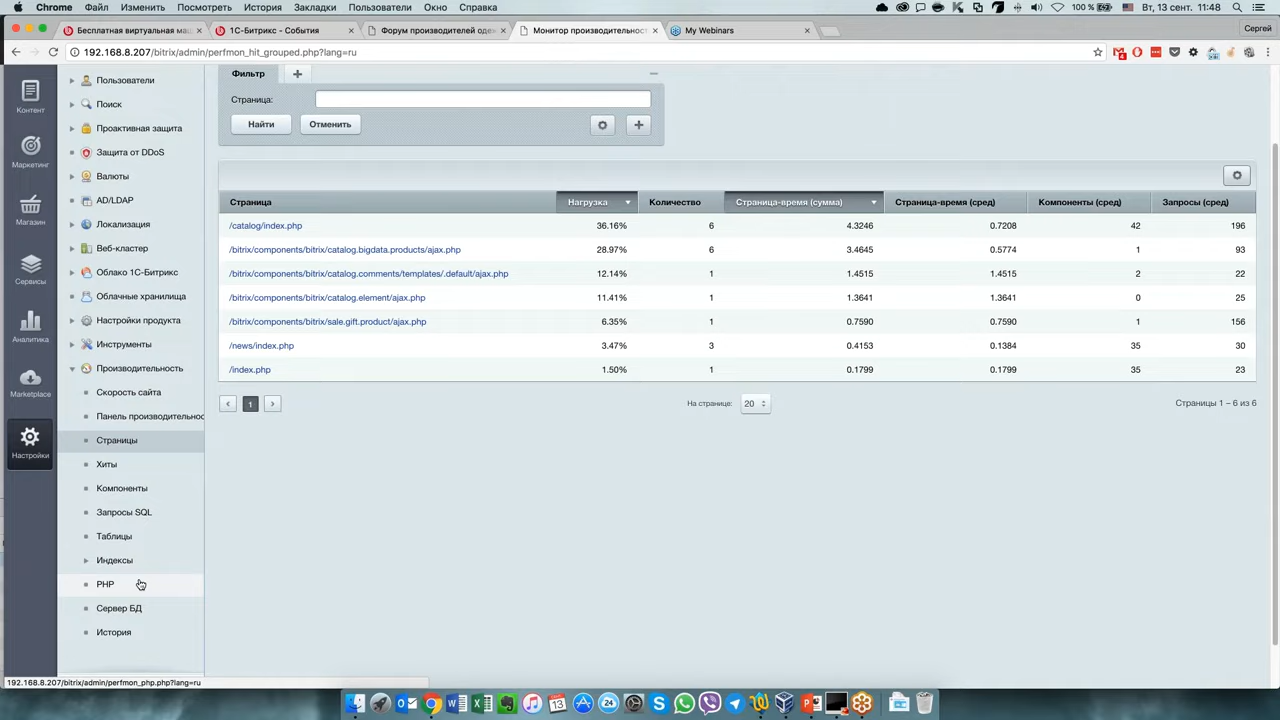 Chrome Файл Изменить Посмотреть История Закладки Пользователи Окно Справка 100 % Вт, 13 сент. 11:48
Бесплатная виртуальная маш 1С-Битрикс - События Форум производителей одеж Монитор производительнос My Webinars Сергей
192.168.8.207/bitrix/admin/perfmon_hit_grouped.php?lang=ru
Контент
Маркетинг
Магазин
Сервисы
Аналитика
Marketplace
Настройки
Пользователи
Поиск
Проактивная защита
Защита от DDoS
Валюты
AD/LDAP
Локализация
Веб-кластер
Облако 1С-Битрикс
Облачные хранилища
Настройки продукта
Инструменты
Производительность
Скорость сайта
Панель производительнос
Страницы
Хиты
Компоненты
Запросы SQL
Таблицы
Индексы
PHP
Сервер БД
История
Фильтр +
Страница:
Найти Отменить
Страница Нагрузка Количество Страница-время (сумма) Страница-время (сред) Компоненты (сред) Запросы (сред)
/catalog/index.php 36.16% 6 4.3246 0.7208 42 196
/bitrix/components/bitrix/catalog.bigdata.products/ajax.php 28.97% 6 3.4645 0.5774 1 93
/bitrix/components/bitrix/catalog.comments/templates/.default/ajax.php 12.14% 1 1.4515 1.4515 2 22
/bitrix/components/bitrix/catalog.element/ajax.php 11.41% 1 1.3641 1.3641 0 25
/bitrix/components/bitrix/sale.gift.product/ajax.php 6.35% 1 0.7590 0.7590 1 156
/news/index.php 3.47% 3 0.4153 0.1384 35 30
/index.php 1.50% 1 0.1799 0.1799 35 23
1 На странице: 20 Страницы 1 – 6 из 6
192.168.8.207/bitrix/admin/perfmon_php.php?lang=ru